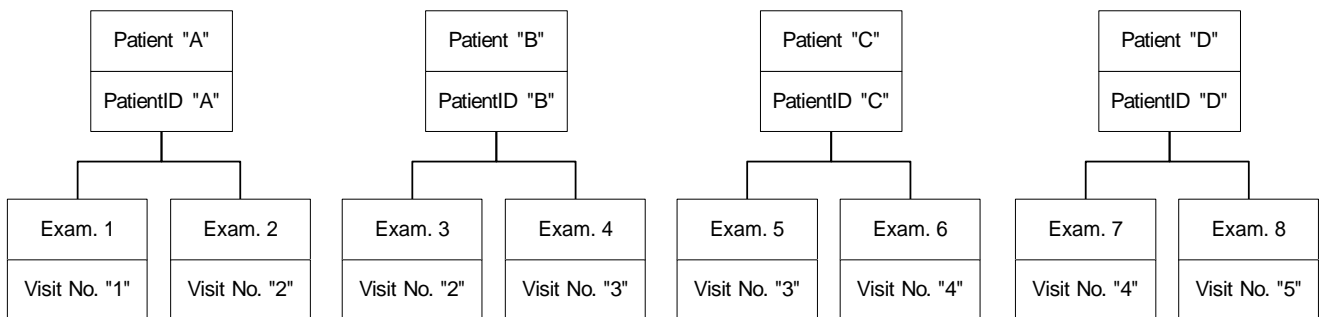 Patient "A"
PatientID "A"
Patient "B"
PatientID "B"
Patient "C"
PatientID "C"
Patient "D"
PatientID "D"
Exam. 1
Visit No. "1"
Exam. 2
Visit No. "2"
Exam. 3
Visit No. "2"
Exam. 4
Visit No. "3"
Exam. 5
Visit No. "3"
Exam. 6
Visit No. "4"
Exam. 7
Visit No. "4"
Exam. 8
Visit No. "5"